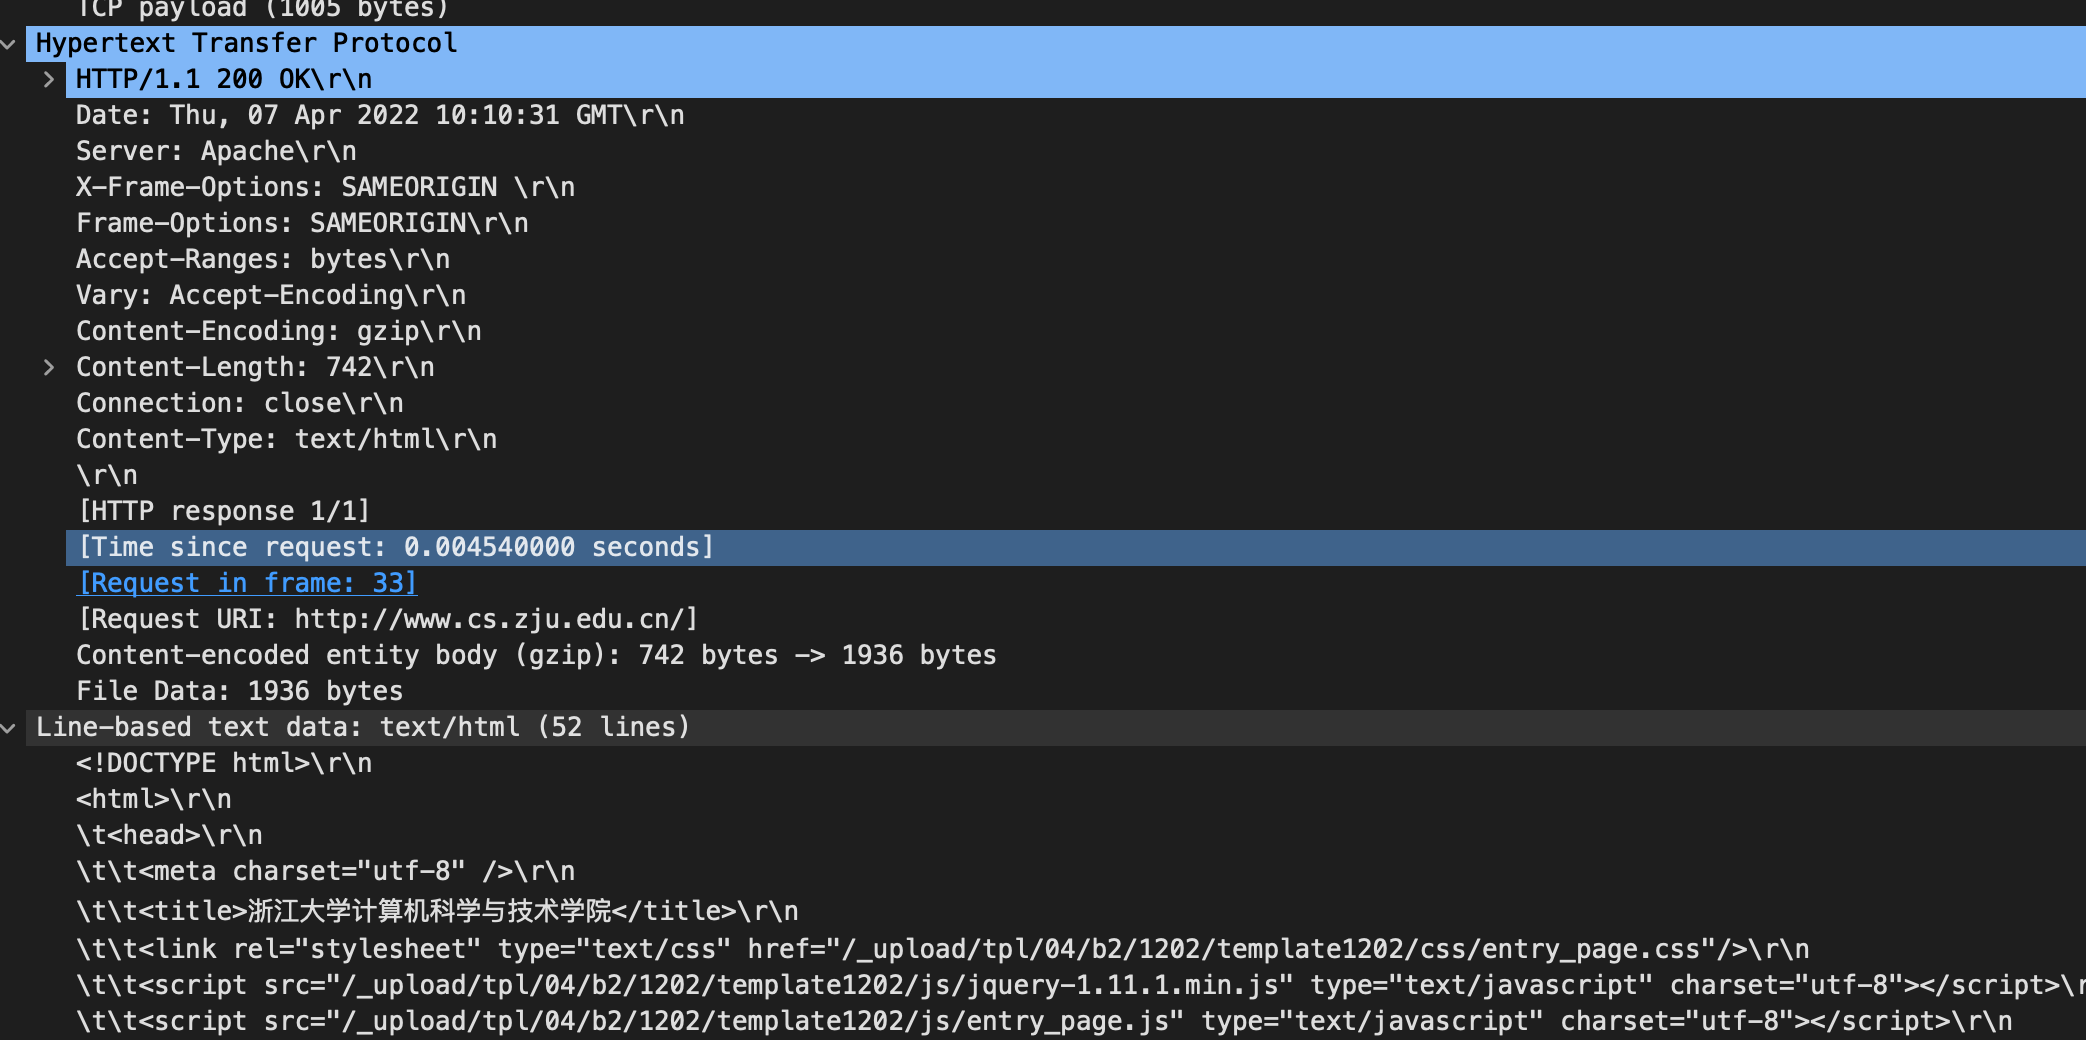 TCP payload (1005 bytes)
Hypertext Transfer Protocol
HTTP/1.1 200 OK\r\n
Date: Thu, 07 Apr 2022 10:10:31 GMT\r\n
Server: Apache\r\n
X-Frame-Options: SAMEORIGIN \r\n
Frame-Options: SAMEORIGIN\r\n
Accept-Ranges: bytes\r\n
Vary: Accept-Encoding\r\n
Content-Encoding: gzip\r\n
Content-Length: 742\r\n
Connection: close\r\n
Content-Type: text/html\r\n
\r\n
[HTTP response 1/1]
[Time since request: 0.004540000 seconds]
[Request in frame: 33]
[Request URI: http://www.cs.zju.edu.cn/]
Content-encoded entity body (gzip): 742 bytes -> 1936 bytes
File Data: 1936 bytes
Line-based text data: text/html (52 lines)
<!DOCTYPE html>\r\n
<html>\r\n
\t<head>\r\n
\t\t<meta charset="utf-8" />\r\n
\t\t<title>浙江大学计算机科学与技术学院</title>\r\n
\t\t<link rel="stylesheet" type="text/css" href="/_upload/tpl/04/b2/1202/template1202/css/entry_page.css"/>\r\n
\t\t<script src="/_upload/tpl/04/b2/1202/template1202/js/jquery-1.11.1.min.js" type="text/javascript" charset="utf-8"></script>\r
\t\t<script src="/_upload/tpl/04/b2/1202/template1202/js/entry_page.js" type="text/javascript" charset="utf-8"></script>\r\n